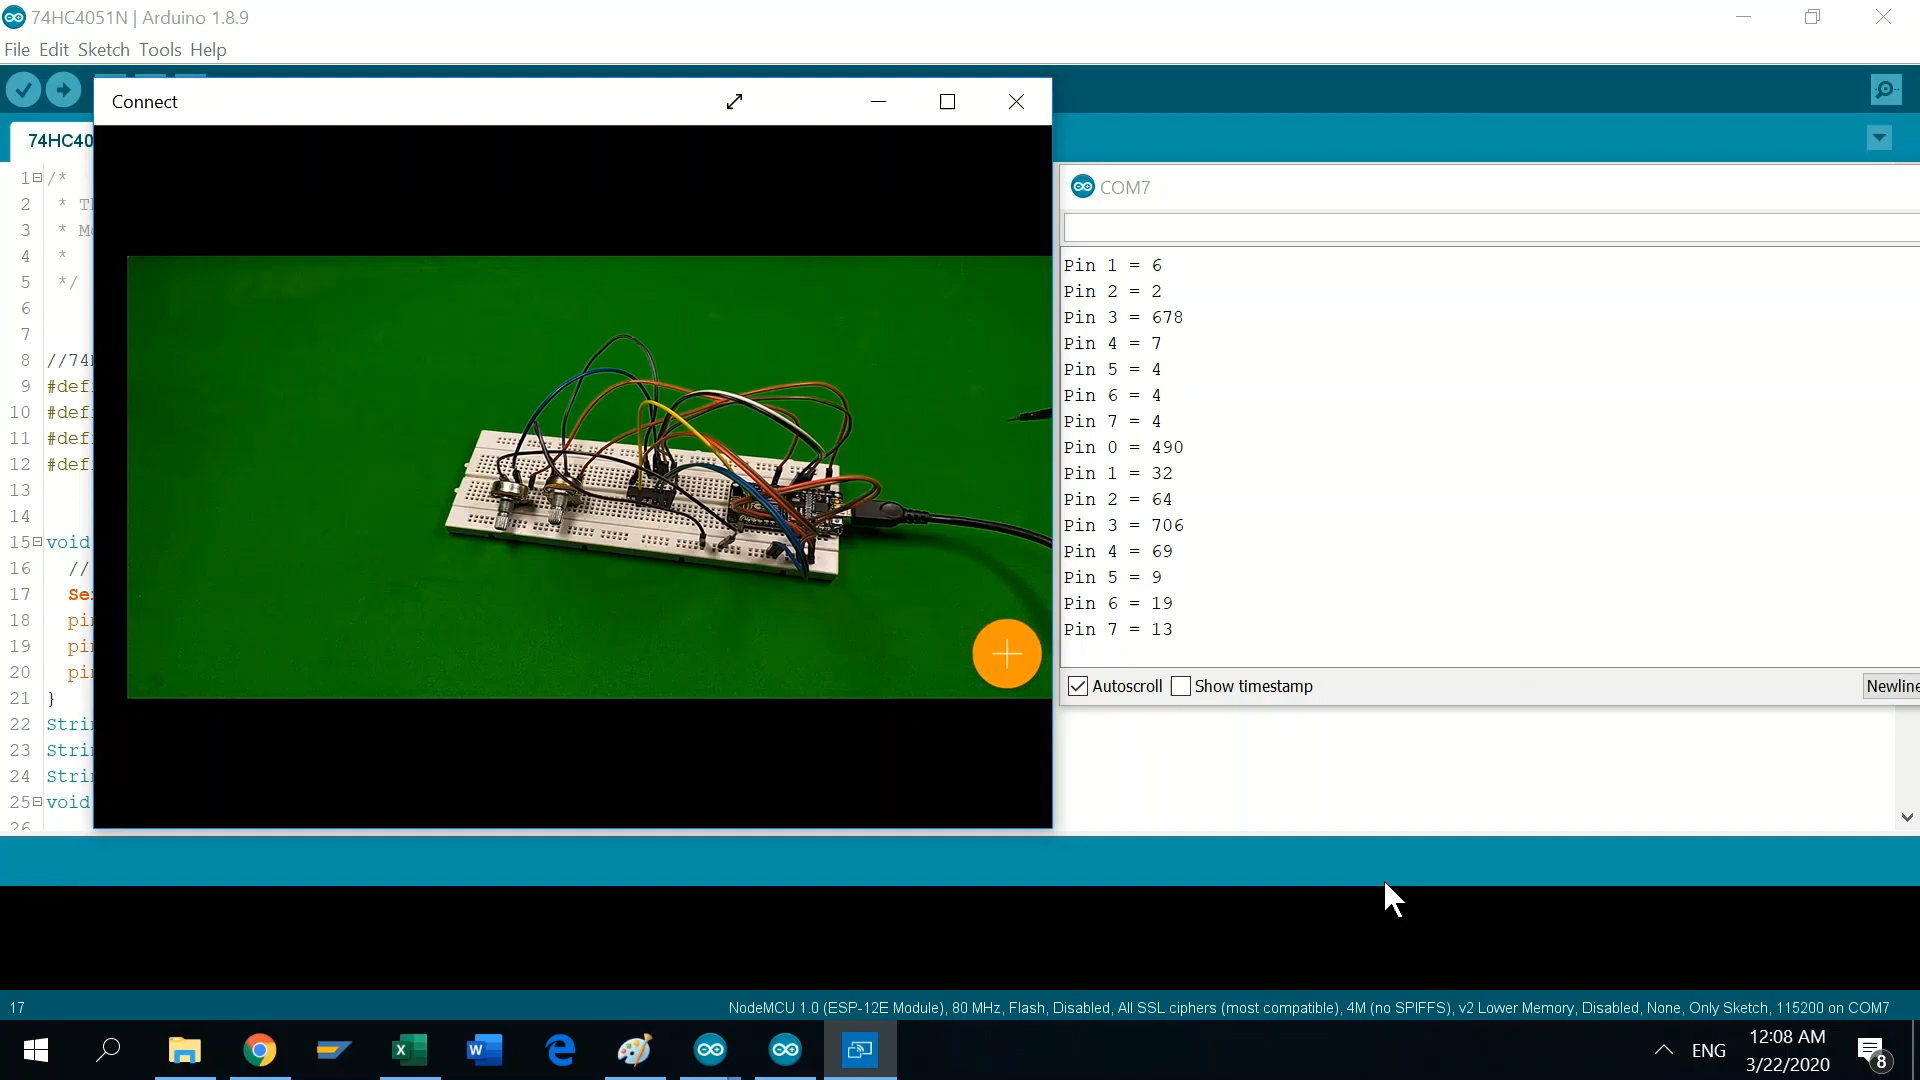 74HC4051N | Arduino 1.8.9
File Edit Sketch Tools Help
Connect
74HC40
COM7
1 /*
2 *
3 *
4 *
5 */
6
7
8 //74
9 #def
10 #def
11 #def
12 #def
13
14
15 void
16 //
17 Se
18 pi
19 pi
20 pi
21 }
22 Stri
23 Stri
24 Stri
25 void
26
Pin 1 = 6
Pin 2 = 2
Pin 3 = 678
Pin 4 = 7
Pin 5 = 4
Pin 6 = 4
Pin 7 = 4
Pin 0 = 490
Pin 1 = 32
Pin 2 = 64
Pin 3 = 706
Pin 4 = 69
Pin 5 = 9
Pin 6 = 19
Pin 7 = 13
Autoscroll Show timestamp
Newline
17
NodeMCU 1.0 (ESP-12E Module), 80 MHz, Flash, Disabled, All SSL ciphers (most compatible), 4M (no SPIFFS), v2 Lower Memory, Disabled, None, Only Sketch, 115200 on COM7
ENG
12:08 AM
3/22/2020
8